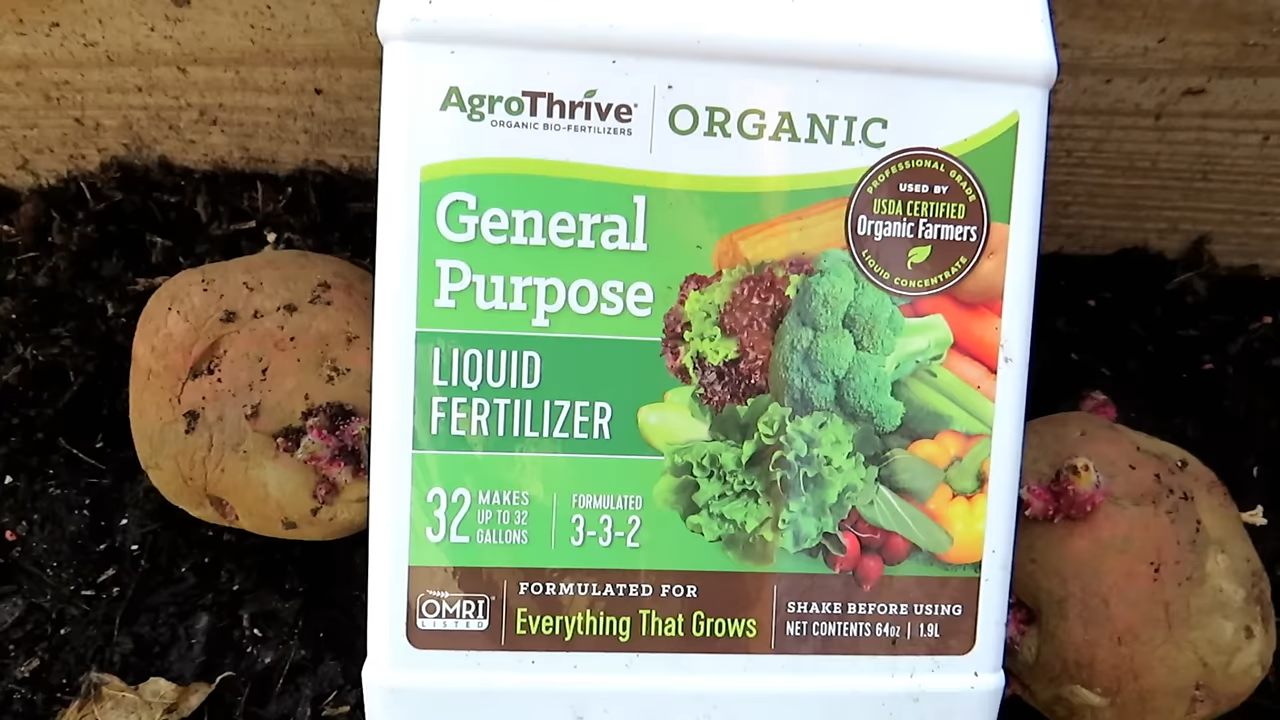 AgroThrive®
ORGANIC BIO-FERTILIZERS
ORGANIC
PROFESSIONAL GRADE
USED BY
USDA CERTIFIED
Organic Farmers
LIQUID CONCENTRATE
General
Purpose
LIQUID
FERTILIZER
32
MAKES
UP TO 32
GALLONS
FORMULATED
3-3-2
OMRI®
LISTED
FORMULATED FOR
Everything That Grows
SHAKE BEFORE USING
NET CONTENTS 64oz | 1.9L